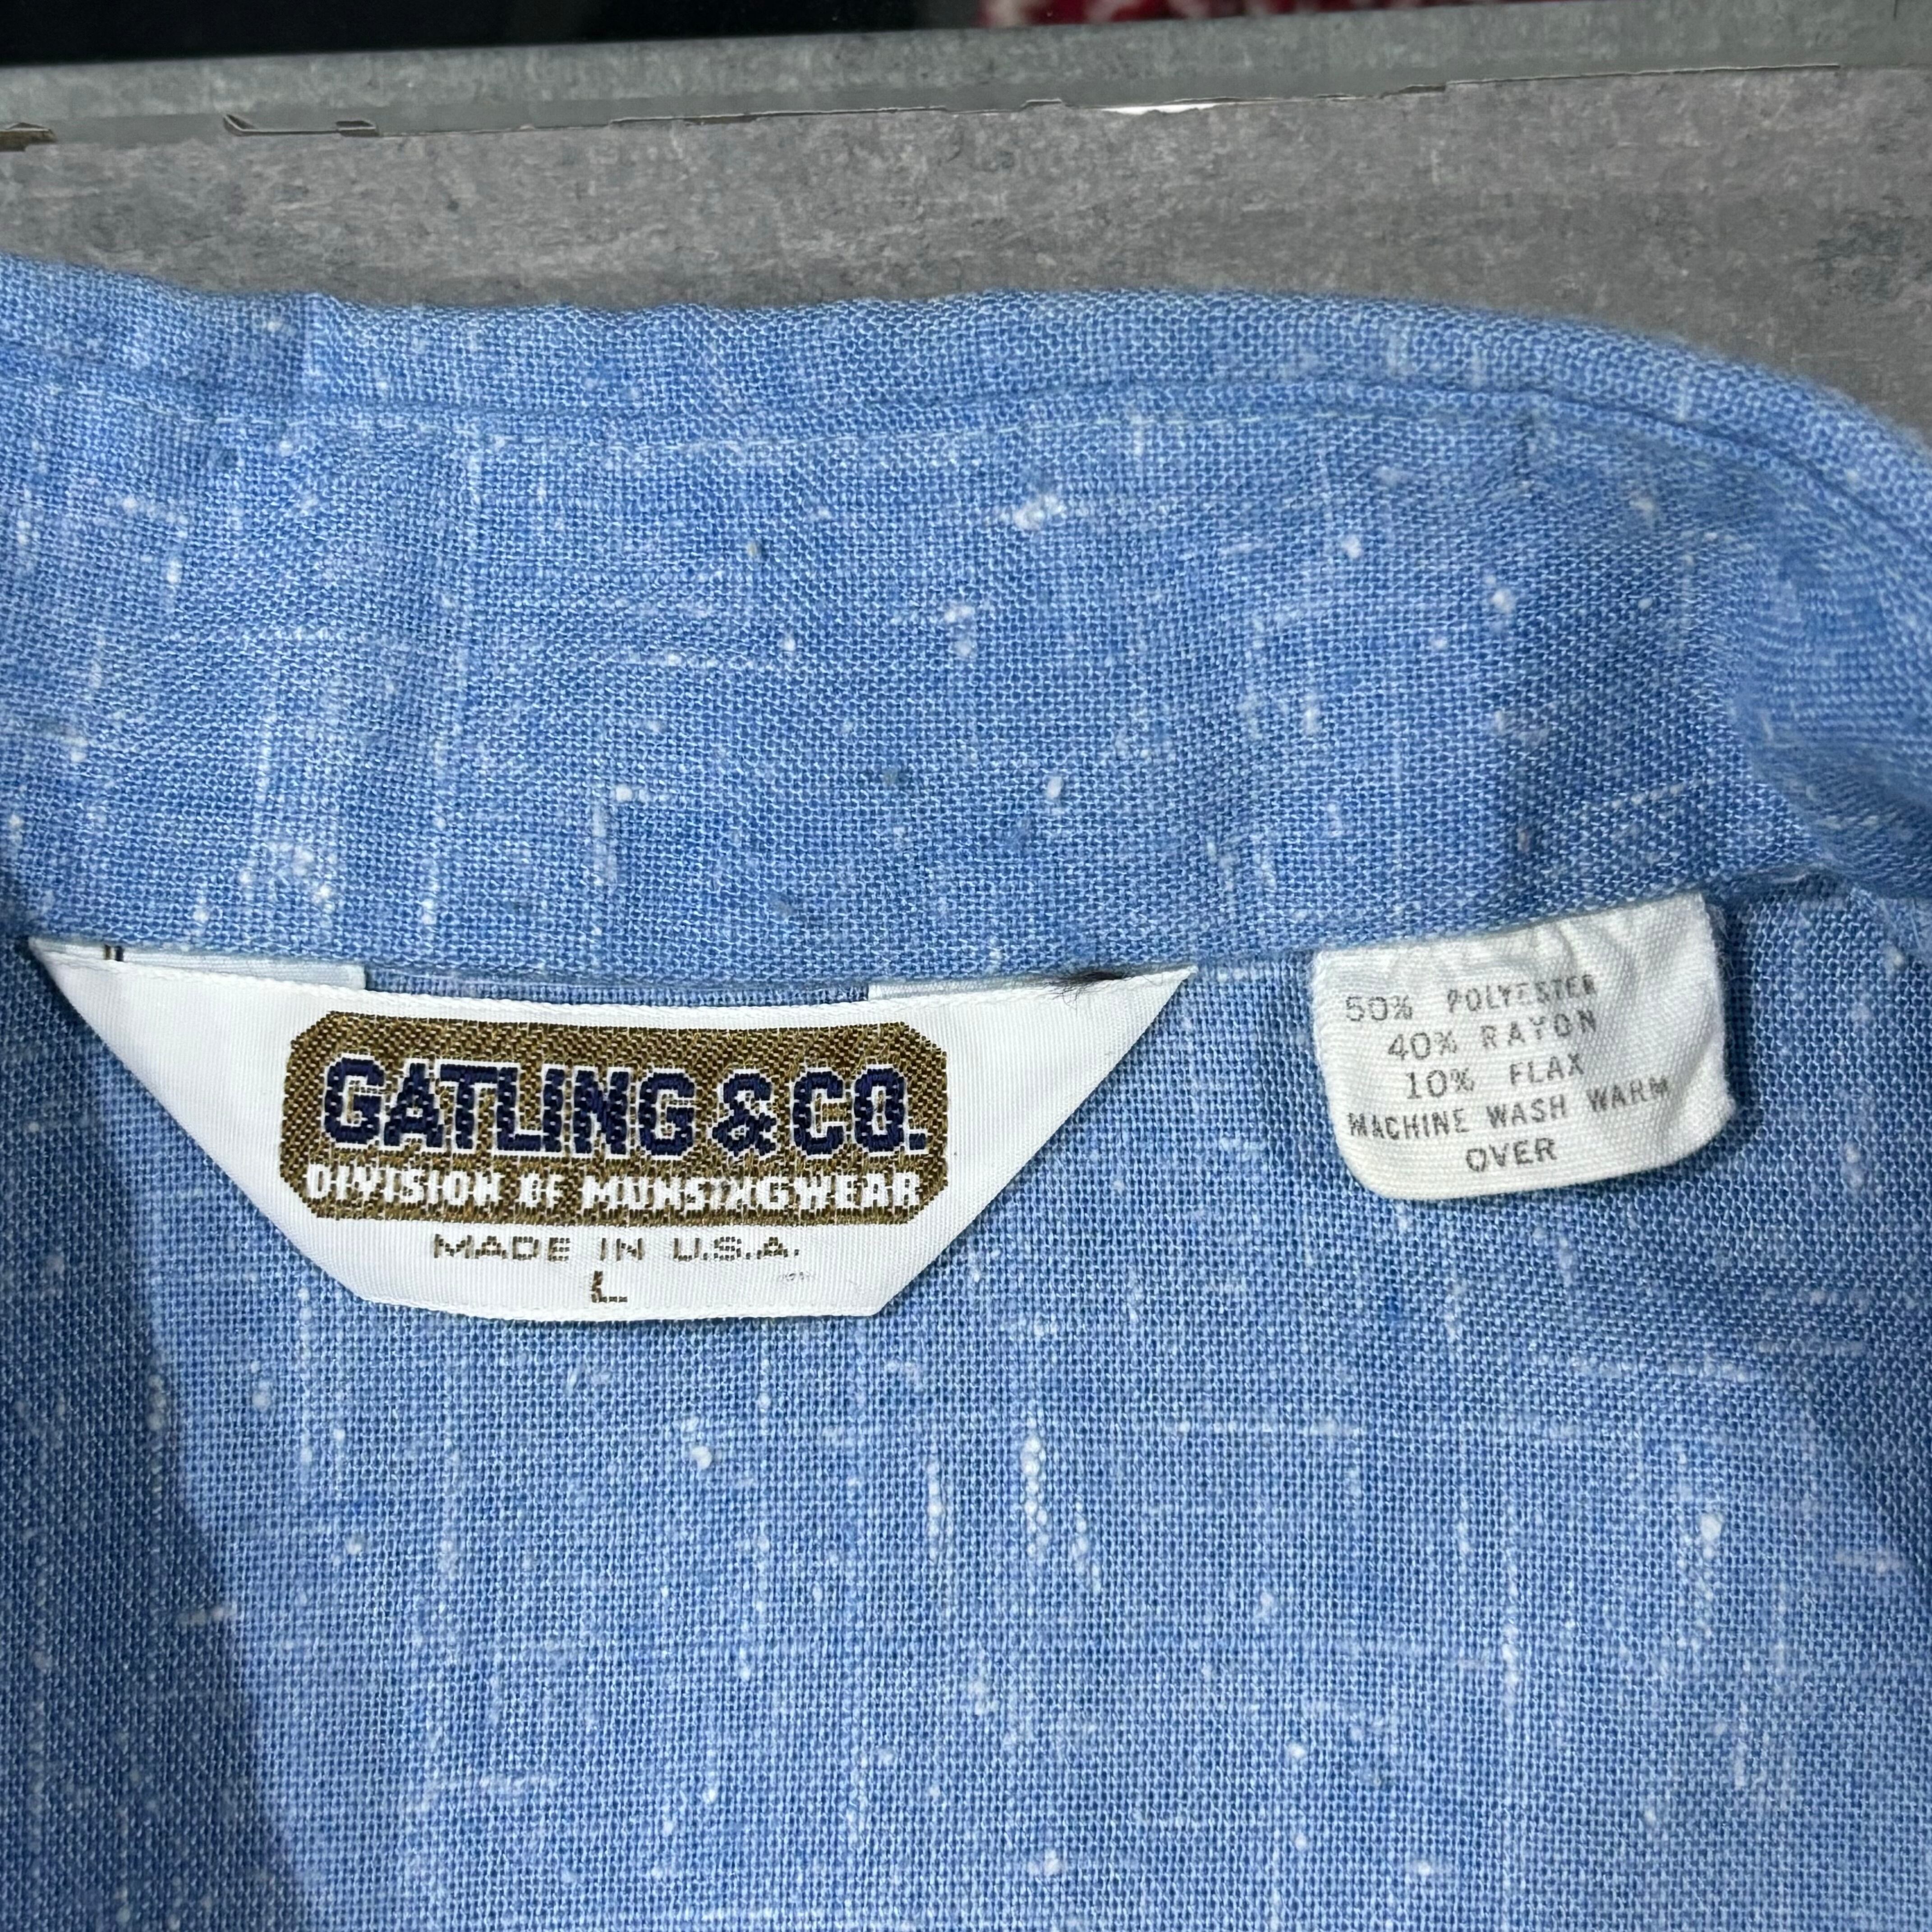 GATLING & CO.
DIVISION OF MUNSINGWEAR
MADE IN U.S.A.
L
50% POLYESTER
40% RAYON
10% FLAX
MACHINE WASH WARM
OVER